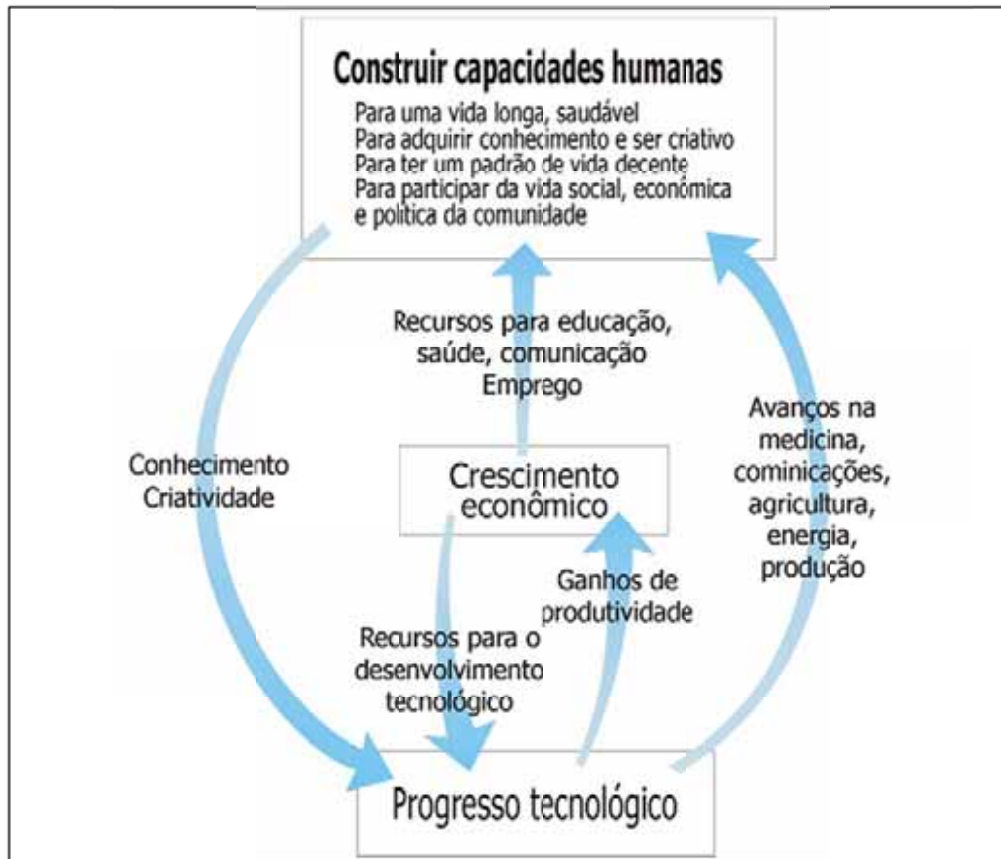 Construir capacidades humanas
Para uma vida longa, saudável
Para adquirir conhecimento e ser criativo
Para ter um padrão de vida decente
Para participar da vida social, econômica
e política da comunidade
Recursos para educação,
saúde, comunicação
Emprego
Avanços na
medicina,
cominicações,
agricultura,
energia,
produção
Conhecimento
Criatividade
Crescimento
econômico
Ganhos de
produtividade
Recursos para o
desenvolvimento
tecnológico
Progresso tecnológico